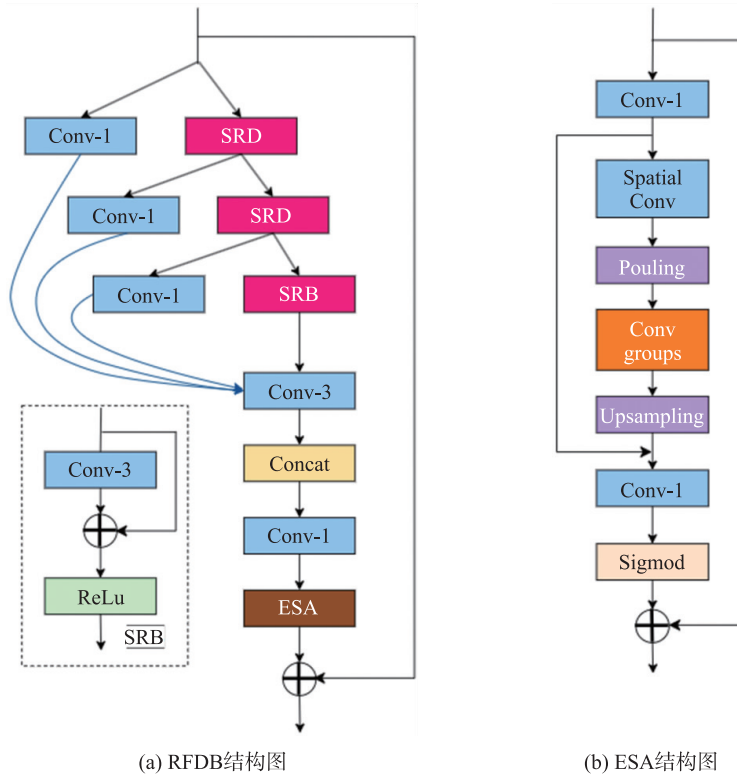 Conv-1
SRD
Conv-1
SRD
Conv-1
SRB
Conv-3
Concat
Conv-1
ESA
Conv-3
ReLu
SRB
(a) RFDB结构图
Conv-1
Spatial
Conv
Pouling
Conv
groups
Upsampling
Conv-1
Sigmod
(b) ESA结构图